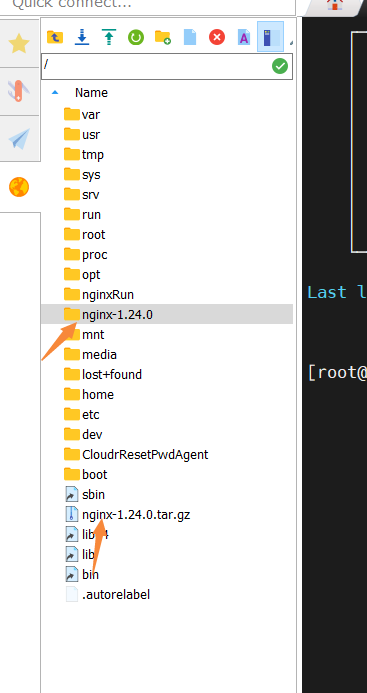 Quick connect...
/
Name
var
usr
tmp
sys
srv
run
root
proc
opt
nginxRun
nginx-1.24.0
mnt
media
lost+found
home
etc
dev
CloudrResetPwdAgent
boot
sbin
nginx-1.24.0.tar.gz
lib
bin
.autorelabel
Last l
[root@